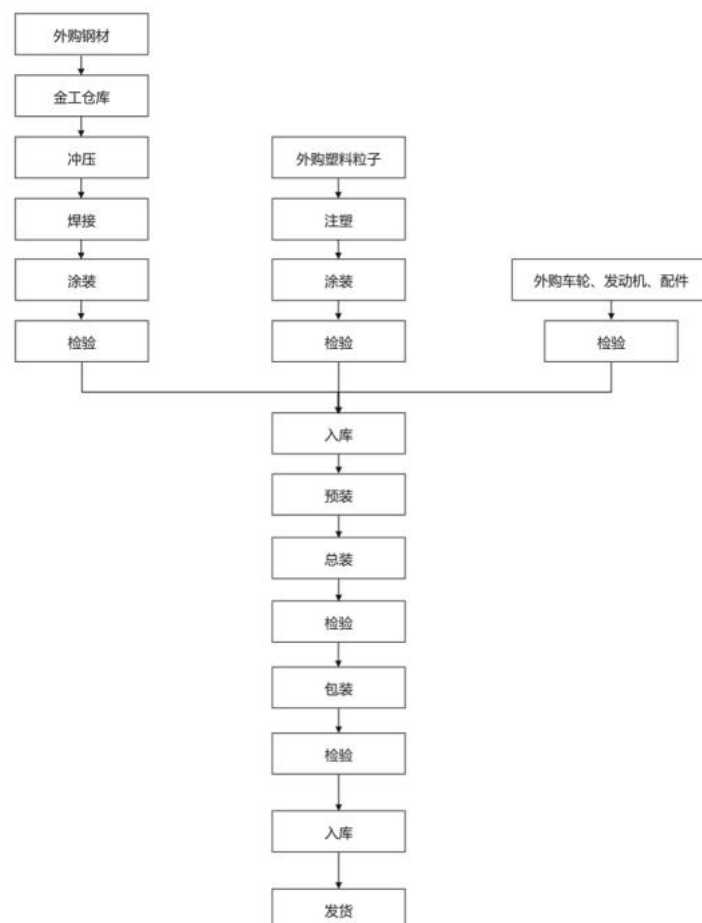 外购钢材
金工仓库
冲压
焊接
涂装
检验
外购塑料粒子
注塑
涂装
检验
外购车轮、发动机、配件
检验
入库
预装
总装
检验
包装
检验
入库
发货